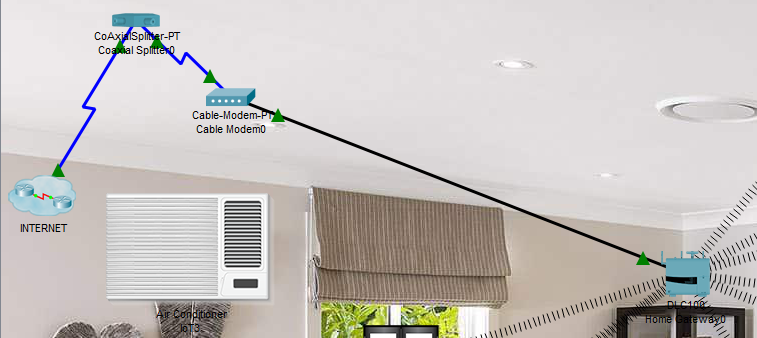 CoAxialSplitter-PT
Coaxial Splitter0
Cable-Modem-PT
Cable Modem0
INTERNET
Air Conditioner
IoT3
DLC100
Home Gateway0